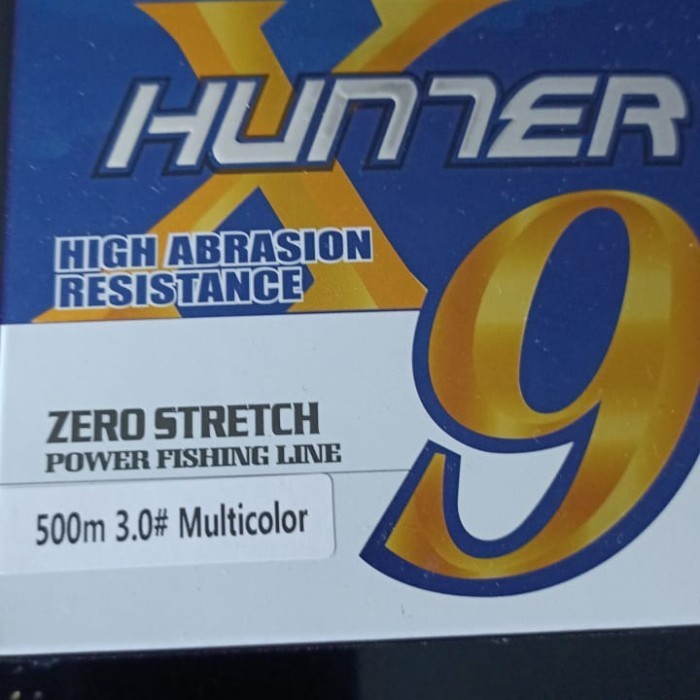 X
HUNTER
9
HIGH ABRASION
RESISTANCE
ZERO STRETCH
POWER FISHING LINE
500m 3.0# Multicolor